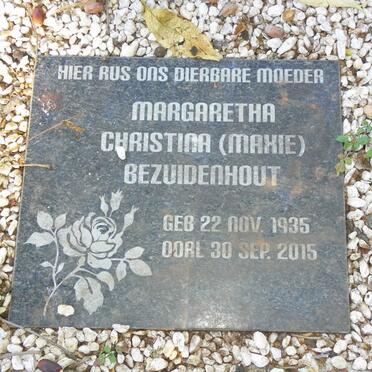 HIER RUS ONS DIERBARE MOEDER
MARGARETHA
CHRISTINA (MAXIE)
BEZUIDENHOUT
GEB 22 NOV. 1935
OORL 30 SEP. 2015